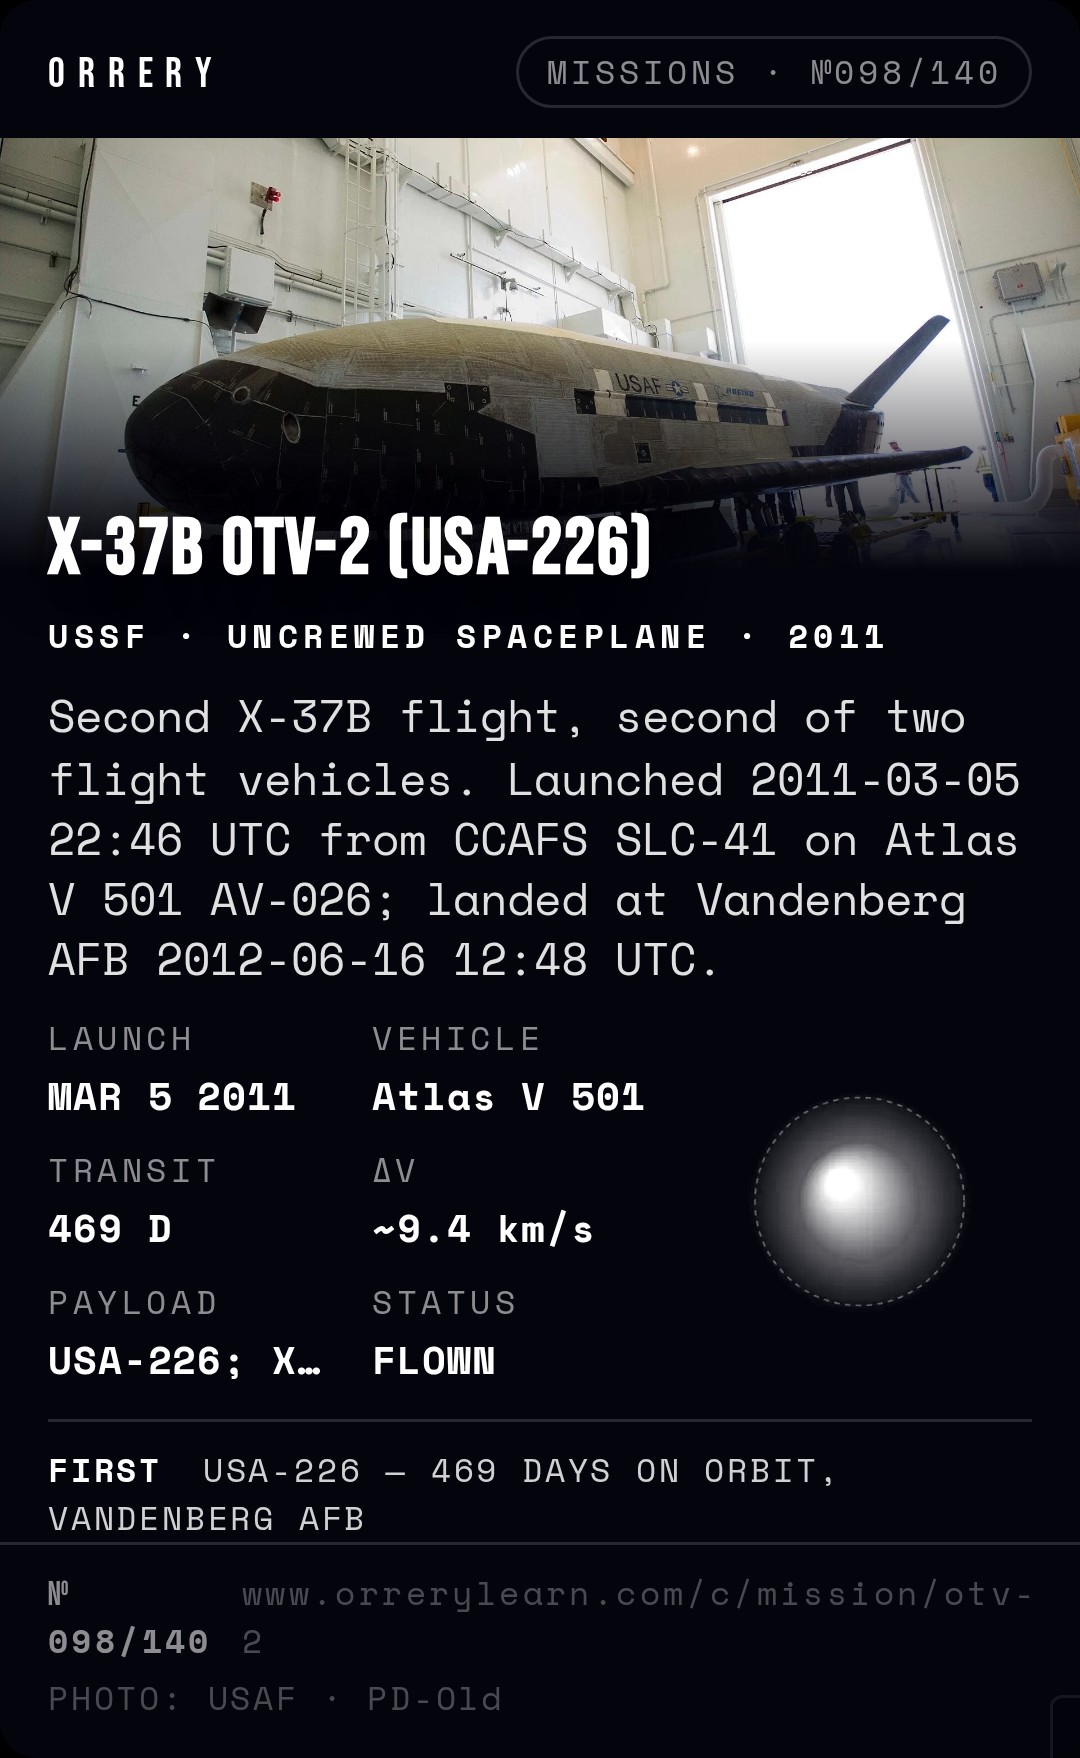 ORRERY
MISSIONS · №098/140
E
USAF
BOEING
X-37B OTV-2 (USA-226)
USSF · UNCREWED SPACEPLANE · 2011
Second X-37B flight, second of two
flight vehicles. Launched 2011-03-05
22:46 UTC from CCAFS SLC-41 on Atlas
V 501 AV-026; landed at Vandenberg
AFB 2012-06-16 12:48 UTC.
LAUNCH VEHICLE
MAR 5 2011 Atlas V 501
TRANSIT ΔV
469 D ~9.4 km/s
PAYLOAD STATUS
USA-226; X… FLOWN
FIRST USA-226 — 469 DAYS ON ORBIT,
VANDENBERG AFB
№ www.orrerylearn.com/c/mission/otv-
098/140 2
PHOTO: USAF · PD-Old